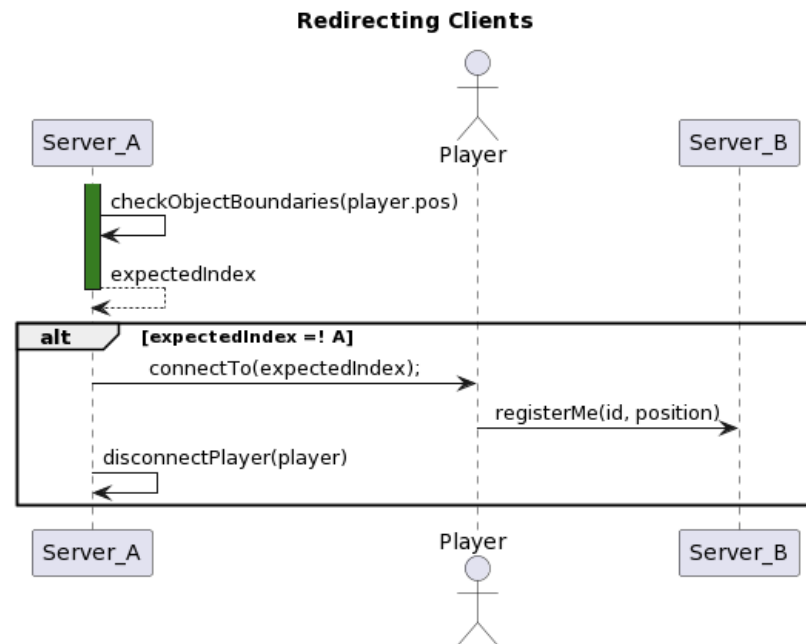 Redirecting Clients
Server_A
Player
Server_B
checkObjectBoundaries(player.pos)
expectedIndex
alt [expectedIndex =! A]
connectTo(expectedIndex);
registerMe(id, position)
disconnectPlayer(player)
Server_A
Player
Server_B